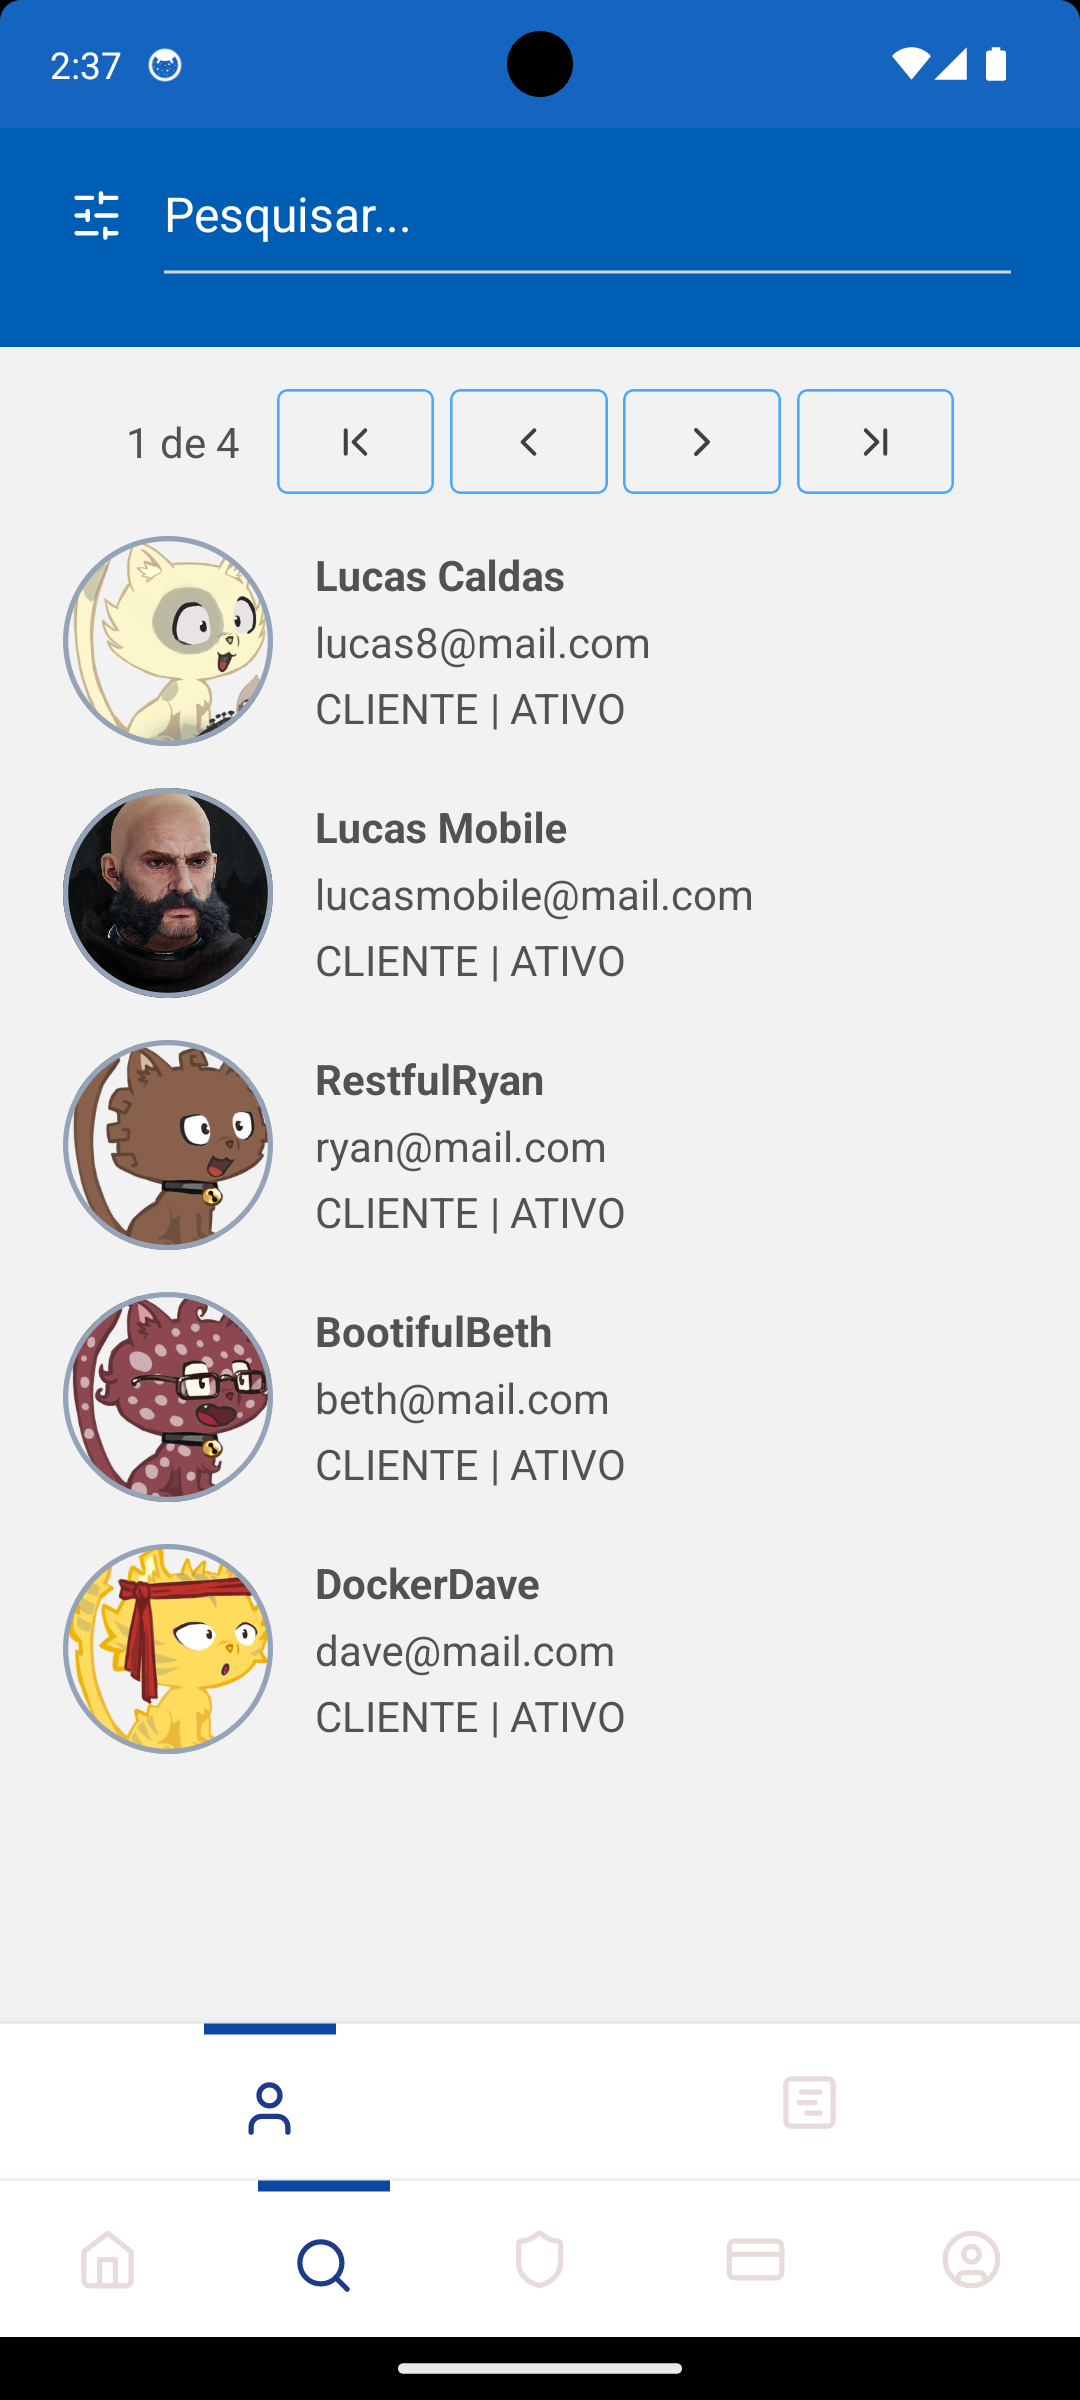 2:37
Pesquisar...
1 de 4
Lucas Caldas
lucas8@mail.com
CLIENTE | ATIVO
Lucas Mobile
lucasmobile@mail.com
CLIENTE | ATIVO
RestfulRyan
ryan@mail.com
CLIENTE | ATIVO
BootifulBeth
beth@mail.com
CLIENTE | ATIVO
DockerDave
dave@mail.com
CLIENTE | ATIVO